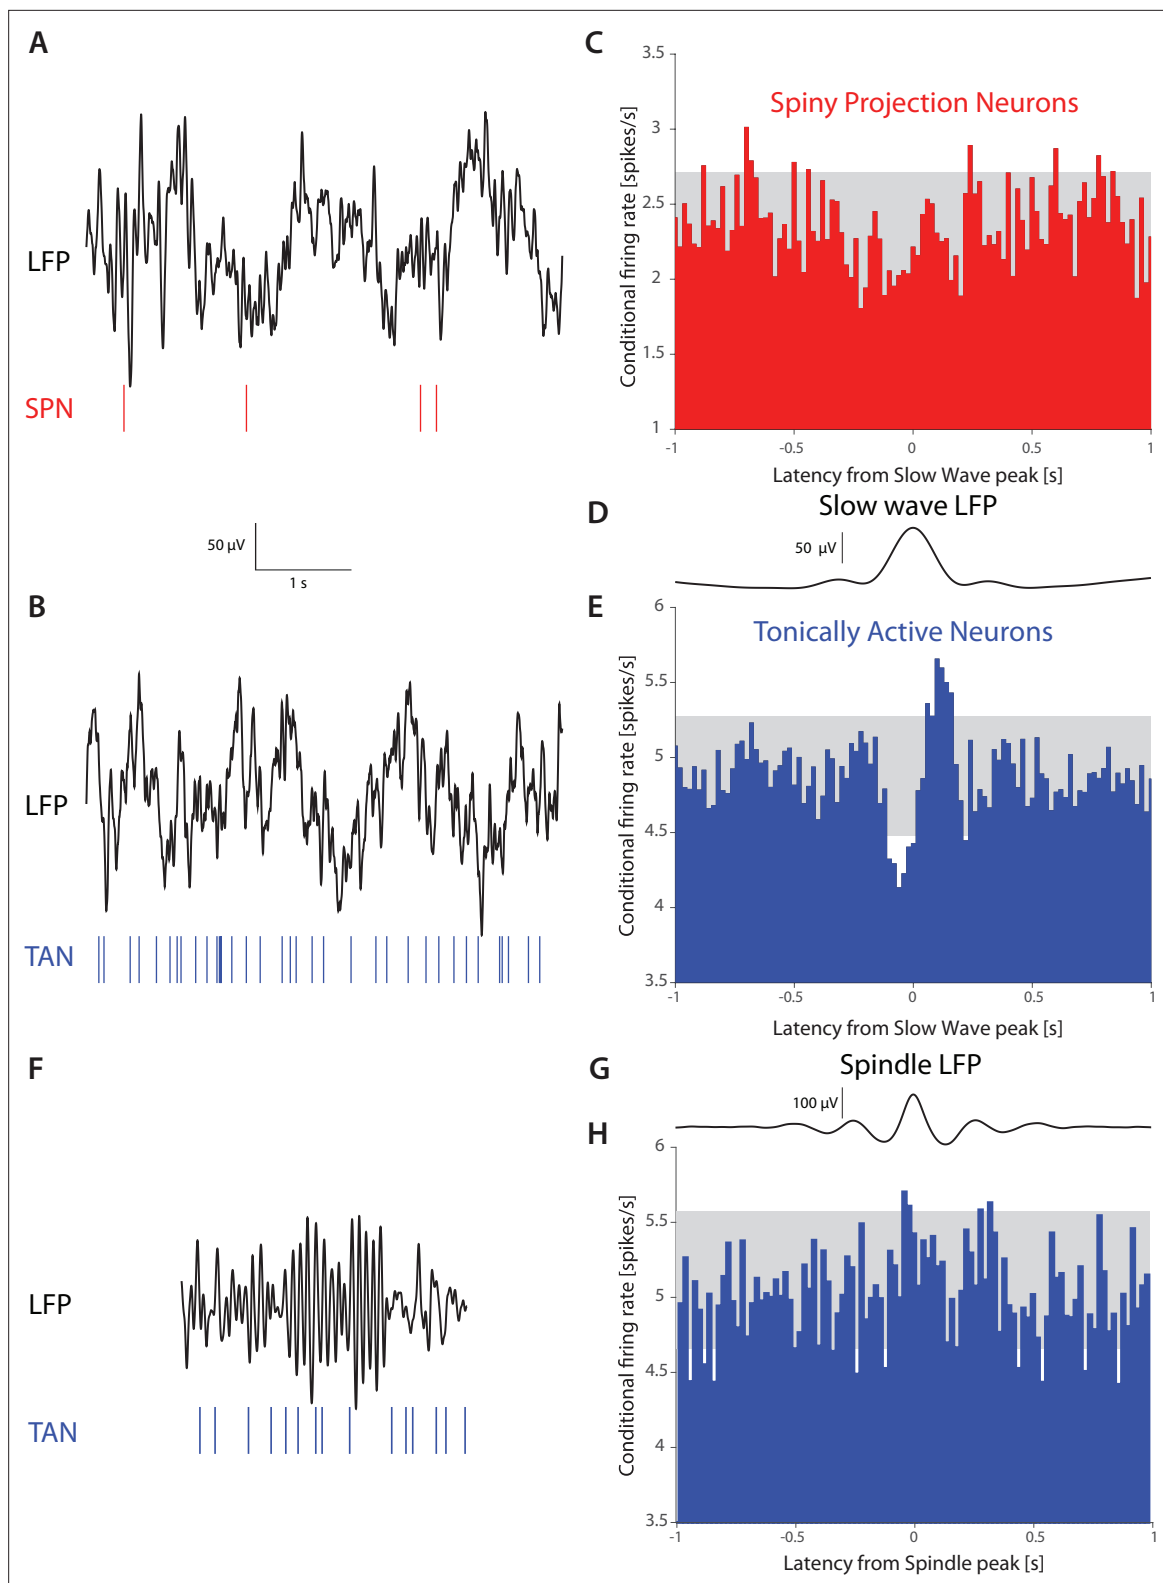 A
LFP
SPN
50 µV
1 s
B
LFP
TAN
F
LFP
TAN
C
3.5
3
2.5
2
1.5
1
Conditional firing rate [spikes/s]
Spiny Projection Neurons
-1 -0.5 0 0.5 1
Latency from Slow Wave peak [s]
D
Slow wave LFP
50 µV
E
6
5.5
5
4.5
4
3.5
Conditional firing rate [spikes/s]
Tonically Active Neurons
-1 -0.5 0 0.5 1
Latency from Slow Wave peak [s]
G
Spindle LFP
100 µV
H
6
5.5
5
4.5
4
3.5
Conditional firing rate [spikes/s]
-1 -0.5 0 0.5 1
Latency from Spindle peak [s]